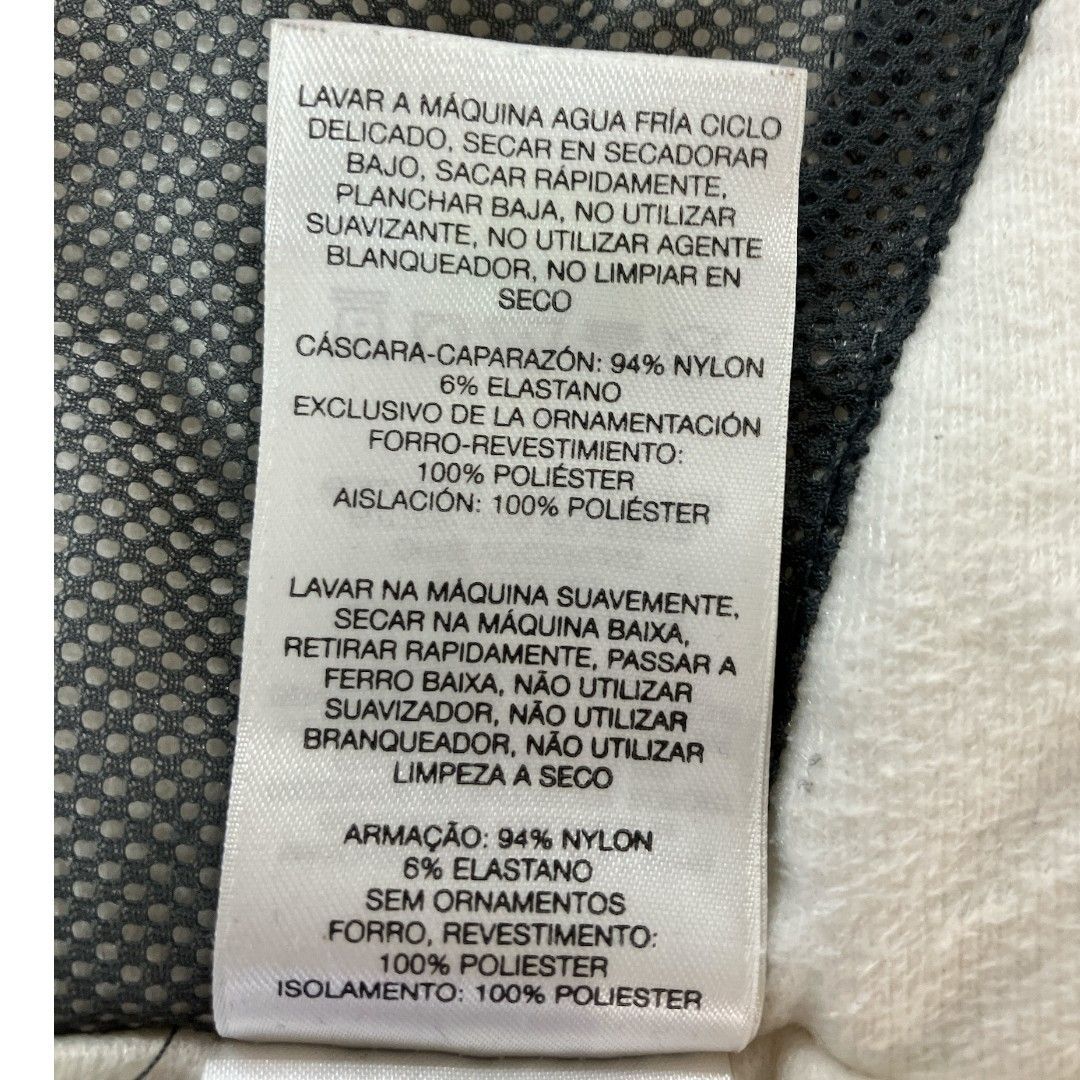 LAVAR A MÁQUINA AGUA FRÍA CICLO
DELICADO, SECAR EN SECADORAR
BAJO, SACAR RÁPIDAMENTE,
PLANCHAR BAJA, NO UTILIZAR
SUAVIZANTE, NO UTILIZAR AGENTE
BLANQUEADOR, NO LIMPIAR EN
SECO
CÁSCARA-CAPARAZÓN: 94% NYLON
6% ELASTANO
EXCLUSIVO DE LA ORNAMENTACIÓN
FORRO-REVESTIMIENTO:
100% POLIÉSTER
AISLACIÓN: 100% POLIÉSTER
LAVAR NA MÁQUINA SUAVEMENTE,
SECAR NA MÁQUINA BAIXA,
RETIRAR RAPIDAMENTE, PASSAR A
FERRO BAIXA, NÃO UTILIZAR
SUAVIZADOR, NÃO UTILIZAR
BRANQUEADOR, NÃO UTILIZAR
LIMPEZA A SECO
ARMAÇÃO: 94% NYLON
6% ELASTANO
SEM ORNAMENTOS
FORRO, REVESTIMENTO:
100% POLIESTER
ISOLAMENTO: 100% POLIESTER